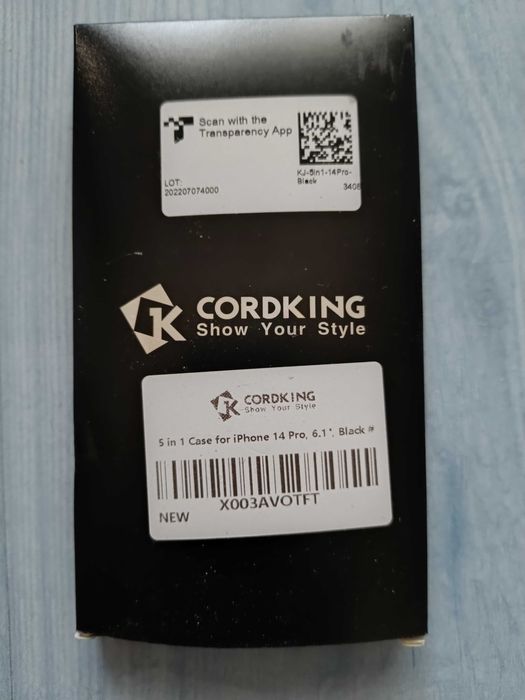 Scan with the
Transparency App
KJ-5in1-14Pro-
Black
3408
LOT:
202207074000
CORDKING
Show Your Style
CORDKING
Show Your Style
5 in 1 Case for iPhone 14 Pro, 6.1", Black #
X003AVOTFT
NEW